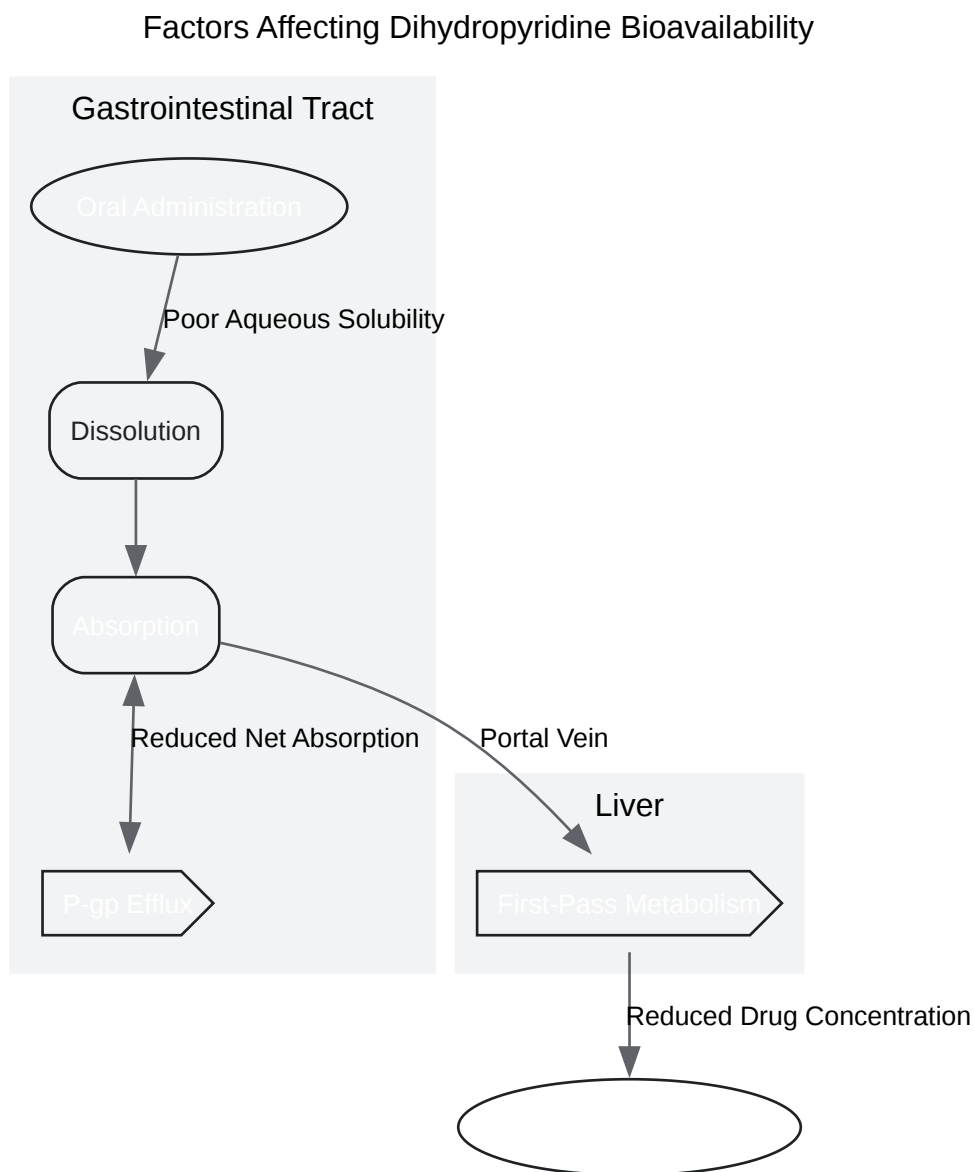 Factors Affecting Dihydropyridine Bioavailability
Gastrointestinal Tract
Oral Administration
Poor Aqueous Solubility
Dissolution
Absorption
Reduced Net Absorption
Portal Vein
Liver
P-gp Efflux
First-Pass Metabolism
Reduced Drug Concentration